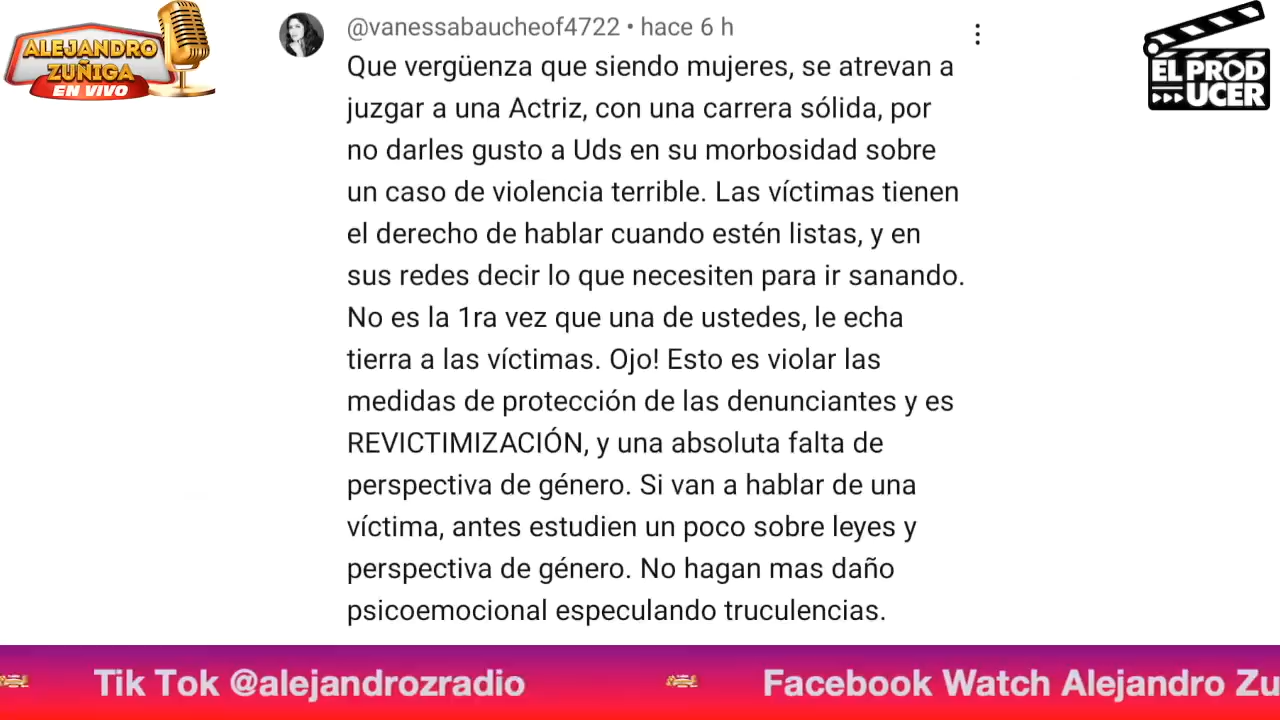 ALEJANDRO
ZUÑIGA
EN VIVO
EL PROD
UCER
@vanessabaucheof4722 • hace 6 h
Que vergüenza que siendo mujeres, se atrevan a
juzgar a una Actriz, con una carrera sólida, por
no darles gusto a Uds en su morbosidad sobre
un caso de violencia terrible. Las víctimas tienen
el derecho de hablar cuando estén listas, y en
sus redes decir lo que necesiten para ir sanando.
No es la 1ra vez que una de ustedes, le echa
tierra a las víctimas. Ojo! Esto es violar las
medidas de protección de las denunciantes y es
REVICTIMIZACIÓN, y una absoluta falta de
perspectiva de género. Si van a hablar de una
víctima, antes estudien un poco sobre leyes y
perspectiva de género. No hagan mas daño
psicoemocional especulando truculencias.
Tik Tok @alejandrozradio Facebook Watch Alejandro Zu